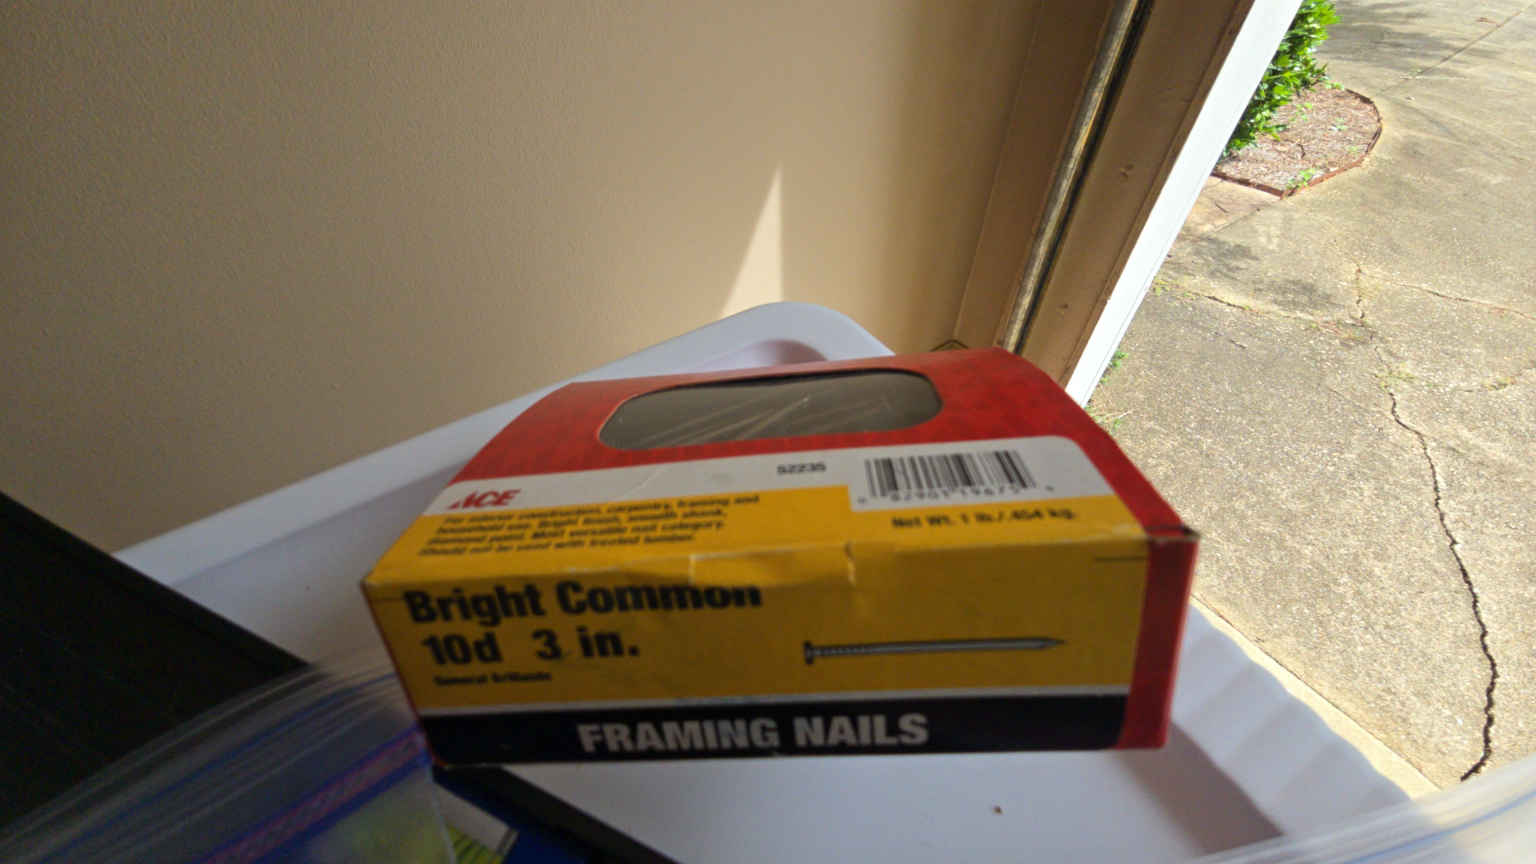 ACE
52235
For interior construction, carpentry, framing and
household use. Bright finish, smooth shank,
diamond point. Most versatile nail category.
Should not be used with treated lumber.
Net Wt. 1 lb./.454 kg.
Bright Common
10d 3 in.
General Brillante
FRAMING NAILS